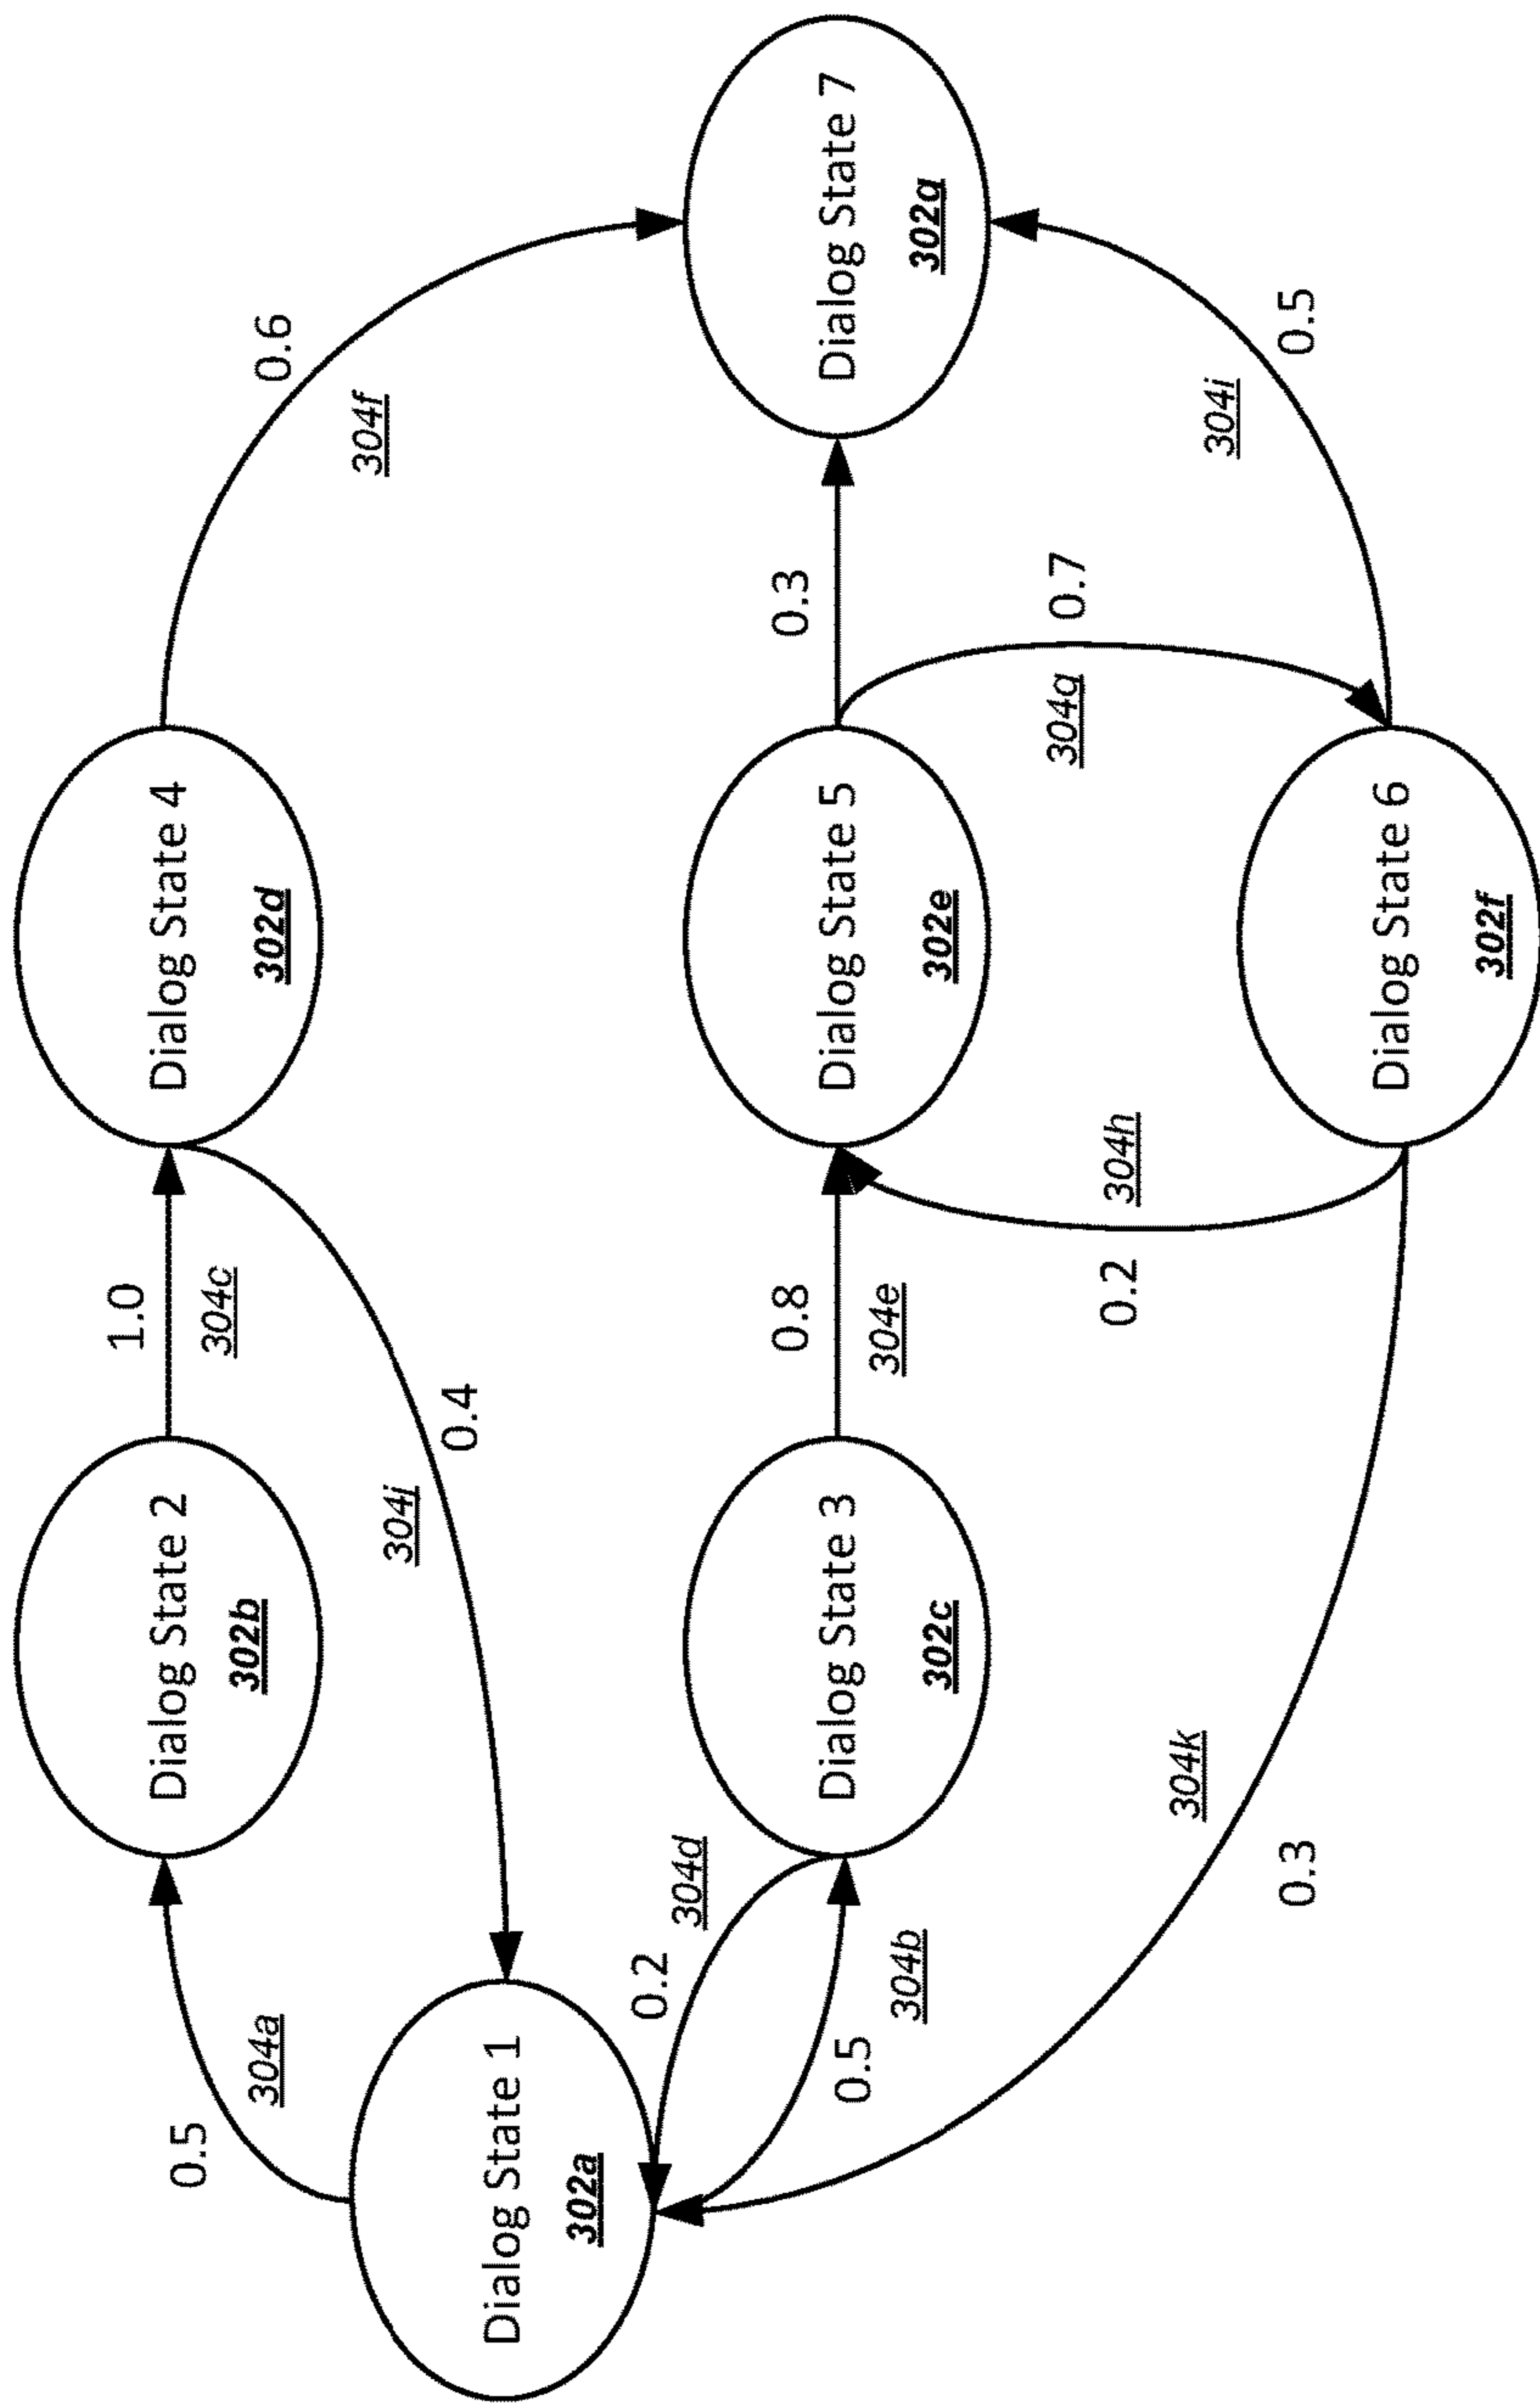 Dialog State 1
302a
Dialog State 2
302b
Dialog State 3
302c
Dialog State 4
302d
Dialog State 5
302e
Dialog State 6
302f
Dialog State 7
302g
0.5
304a
0.5
304b
1.0
304c
0.2
304d
0.8
304e
0.6
304f
0.7
304g
0.2
304h
0.5
304i
0.4
304j
0.3
304k
0.3